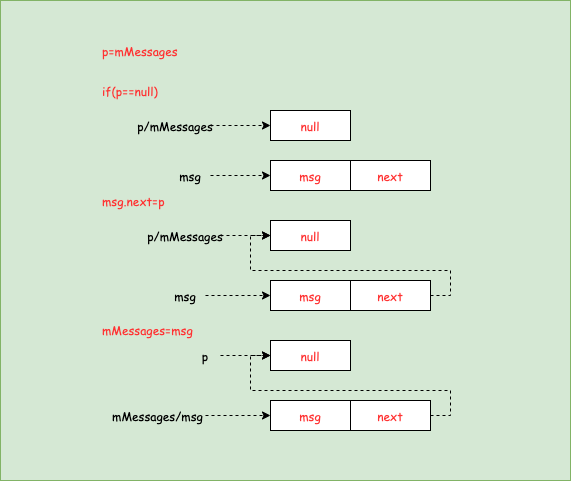 p=mMessages
if(p==null)
p/mMessages null
msg msg next
msg.next=p
p/mMessages null
msg msg next
mMessages=msg
p null
mMessages/msg msg next